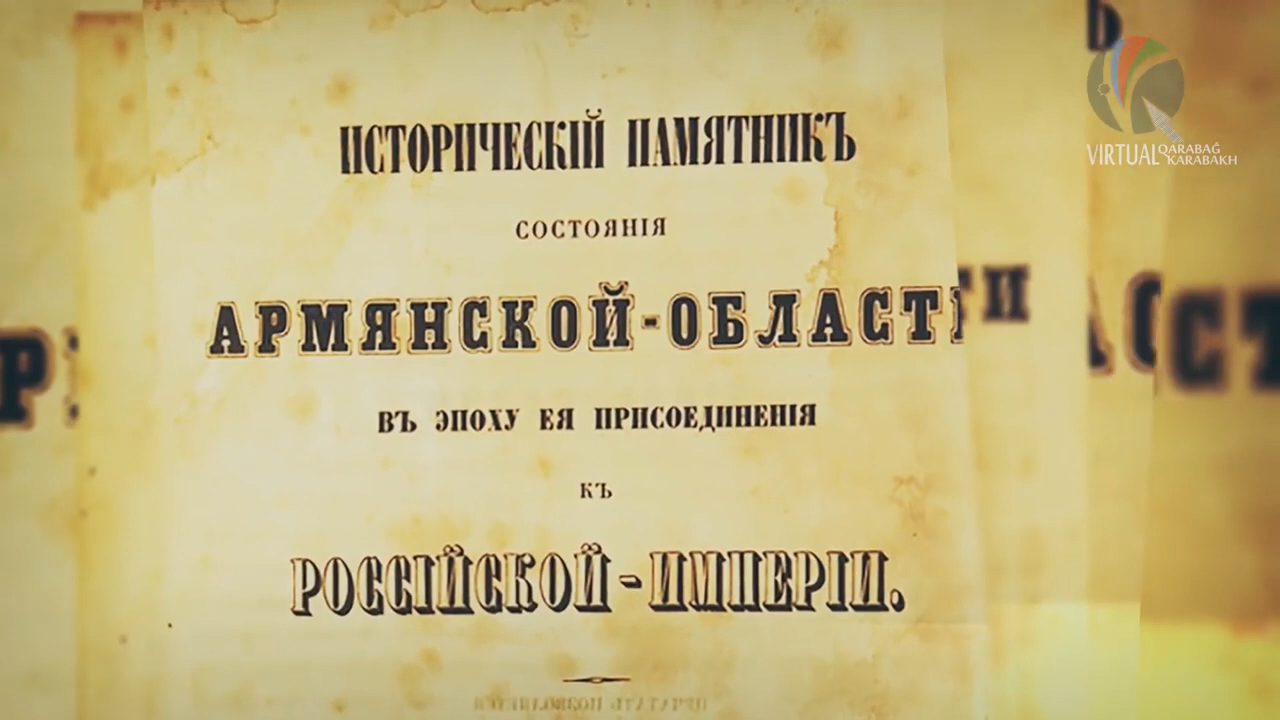 ИСТОРИЧЕСКІЙ ПАМЯТНИКЪ
СОСТОЯНІЯ
АРМЯНСКОЙ-ОБЛАСТИ
ВЪ ЭПОХУ ЕЯ ПРИСОЕДИНЕНІЯ
КЪ
РОССІЙСКОЙ-ИМПЕРІИ.
VIRTUAL QARABAĞ
KARABAKH